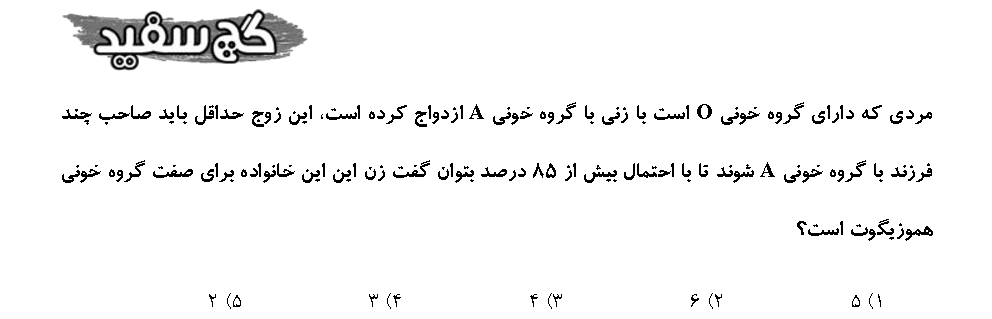 گچ سفید
مردی که دارای گروه خونی O است با زنی با گروه خونی A ازدواج کرده است، این زوج حداقل باید صاحب چند
فرزند با گروه خونی A شوند تا با احتمال بیش از ۸۵ درصد بتوان گفت زن این این خانواده برای صفت گروه خونی
هموزیگوت است؟
۱) ۵ ۲) ۶ ۳) ۴ ۴) ۳ ۵) ۲